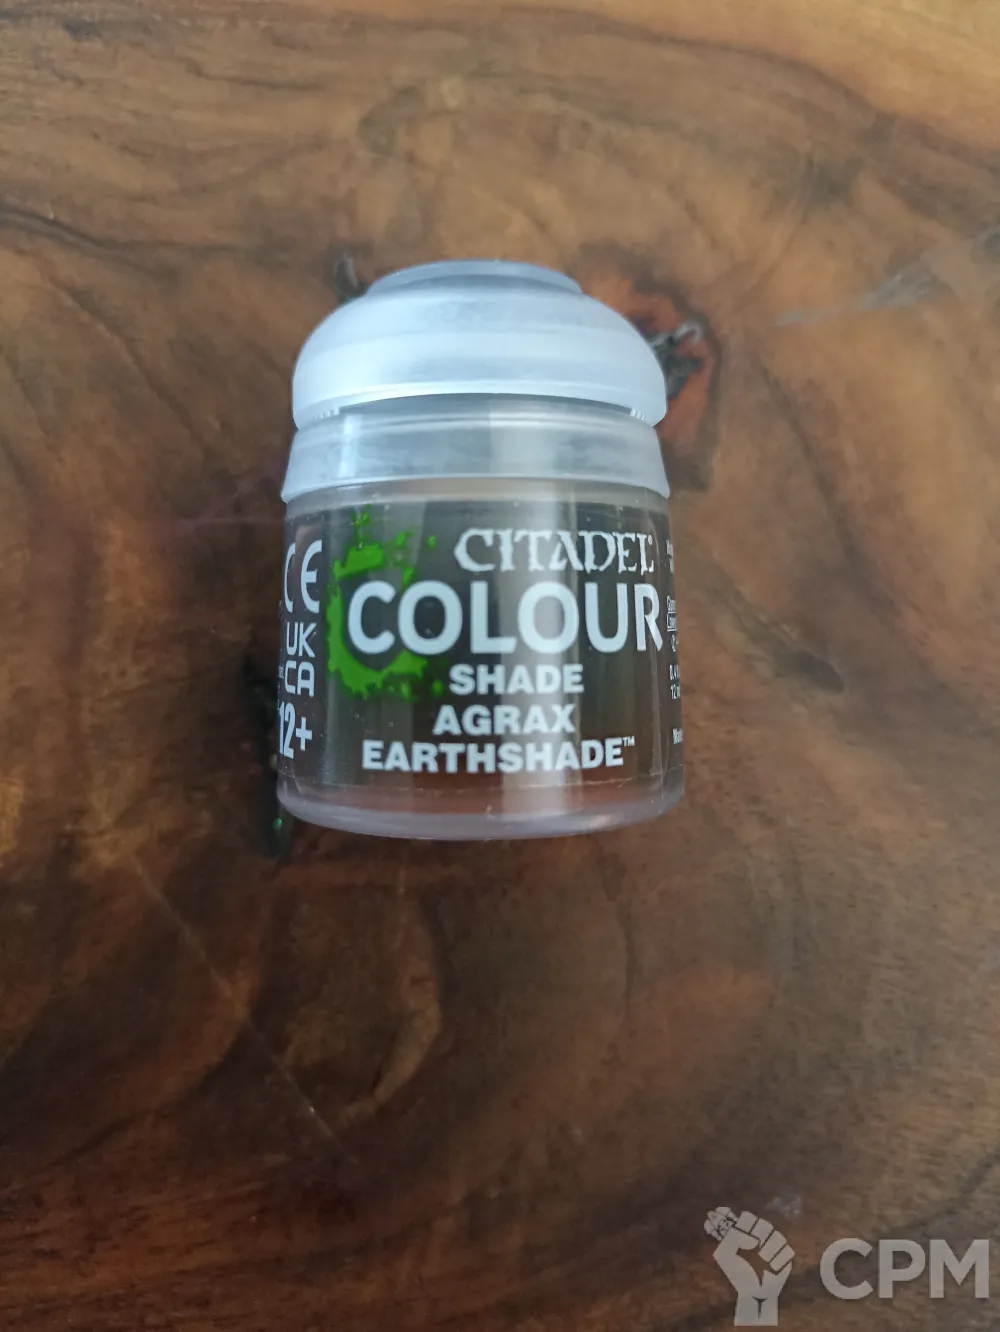 CITADEL
COLOUR
SHADE
AGRAX
EARTHSHADE™
CE
UK
CA
12+
CPM